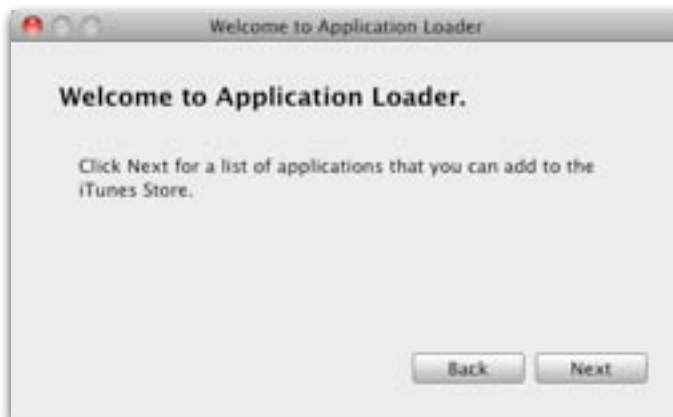 Welcome to Application Loader
Welcome to Application Loader.
Click Next for a list of applications that you can add to the
iTunes Store.
Back
Next